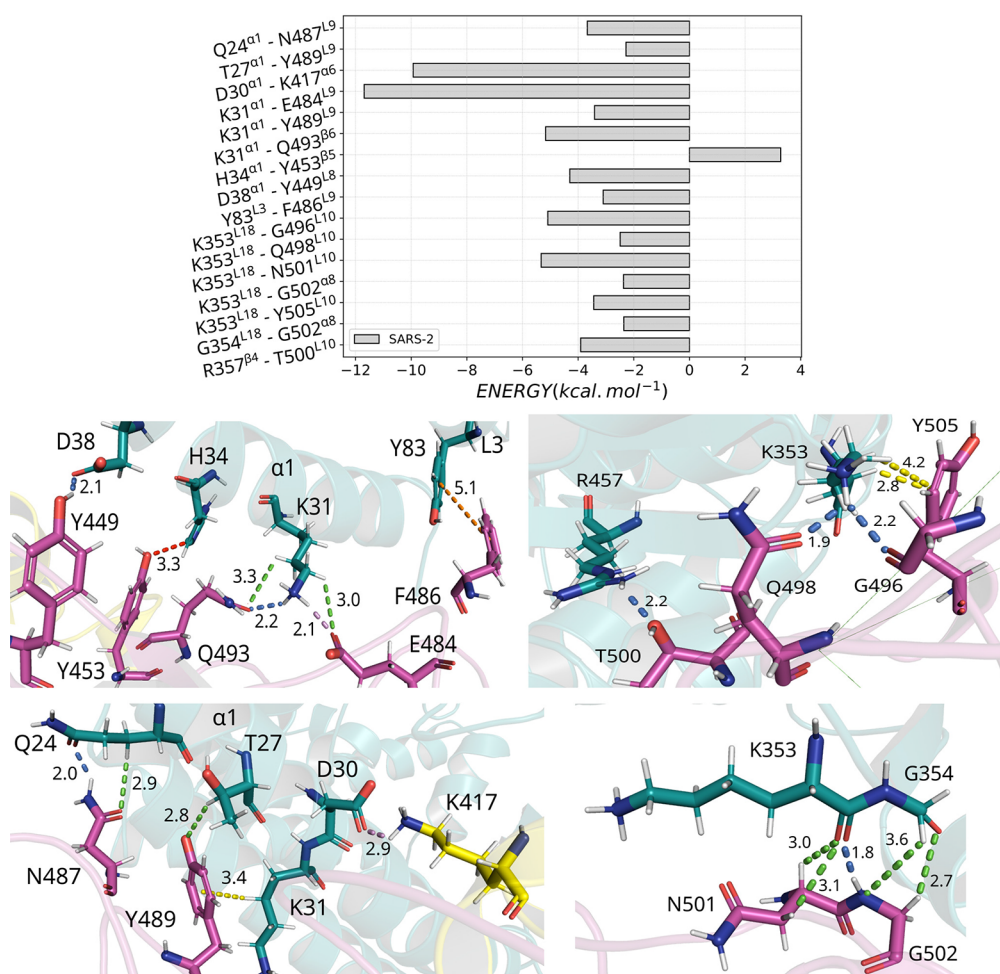 Q24α1 - N487L9
T27α1 - Y489L9
D30α1 - K417α6
K31α1 - E484L9
K31α1 - Y489L9
K31α1 - Q493β6
H34α1 - Y453β5
D38α1 - Y449L8
Y83L3 - F486L9
K353L18 - G496L10
K353L18 - Q498L10
K353L18 - N501L10
K353L18 - G502α8
K353L18 - Y505L10
G354L18 - G502α8
R357β4 - T500L10
SARS-2
−12 −10 −8 −6 −4 −2 0 2 4
ENERGY(kcal.mol−1)
D38
H34
α1
Y83
L3
2.1
K31
5.1
Y449
3.3
3.3
3.0
2.2
2.1
F486
Y453
Q493
E484
Y505
K353
4.2
R457
2.8
2.2
1.9
Q498
G496
2.2
T500
α1
Q24
T27
D30
2.0
2.9
K417
2.8
2.9
N487
3.4
K31
Y489
K353
G354
3.0
1.8
3.6
3.1
2.7
N501
G502